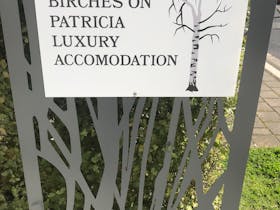 BIRCHES ON
PATRICIA
LUXURY
ACCOMODATION